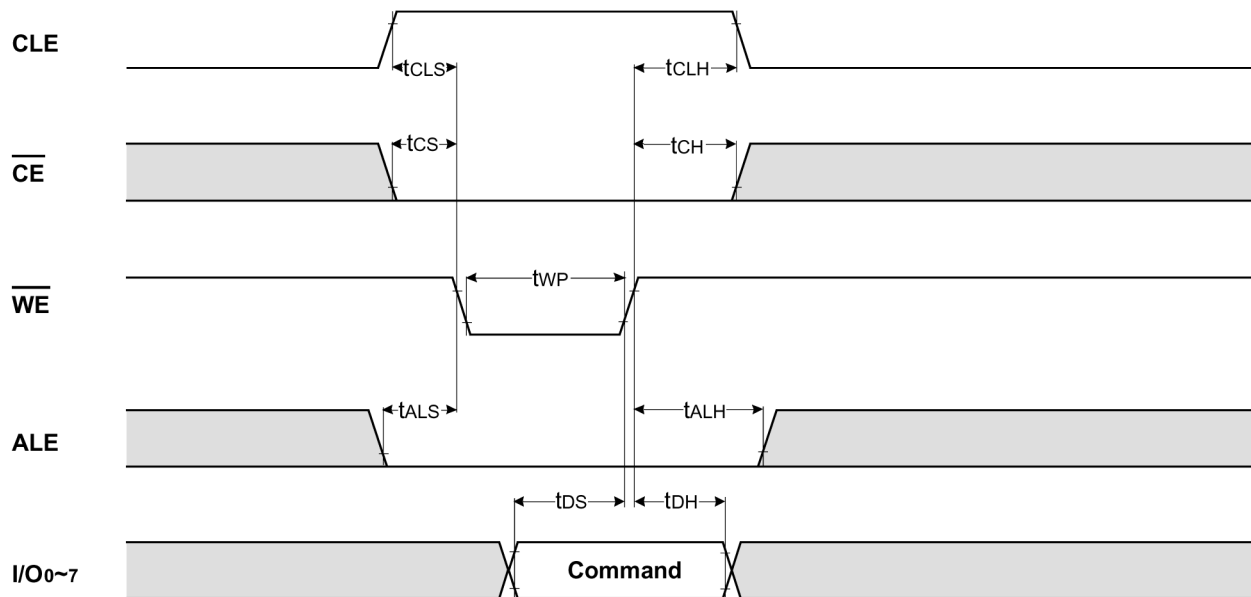 CLE
tCLS
tCLH
CE
tCS
tCH
WE
tWP
ALE
tALS
tALH
tDS
tDH
I/O0~7
Command